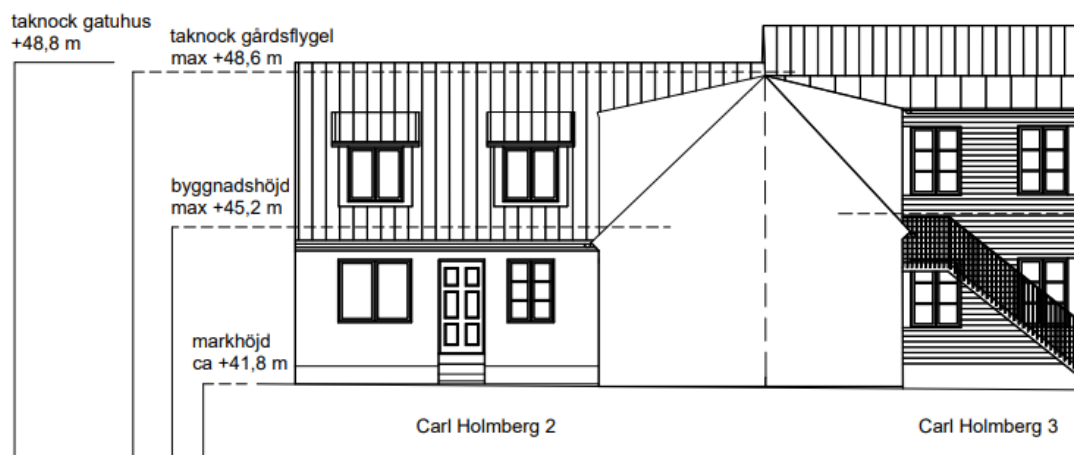 taknock gatuhus
+48,8 m
taknock gårdsflygel
max +48,6 m
byggnadshöjd
max +45,2 m
markhöjd
ca +41,8 m
Carl Holmberg 2
Carl Holmberg 3